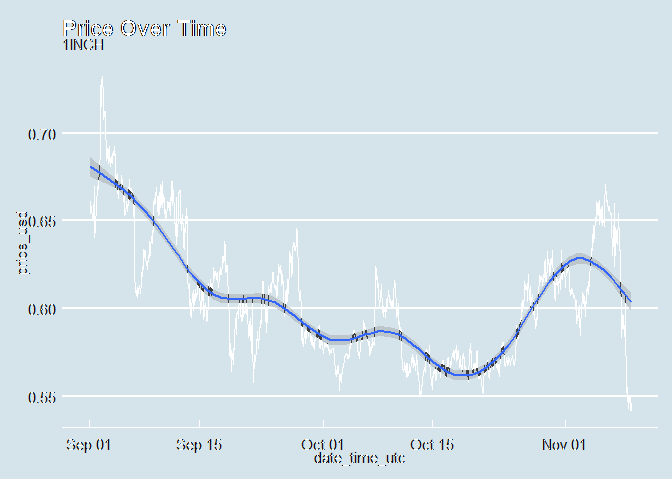 Price Over Time
1INCH
0.70
0.65
0.60
0.55
price_usd
Sep 01 Sep 15 Oct 01 Oct 15 Nov 01
date_time_utc